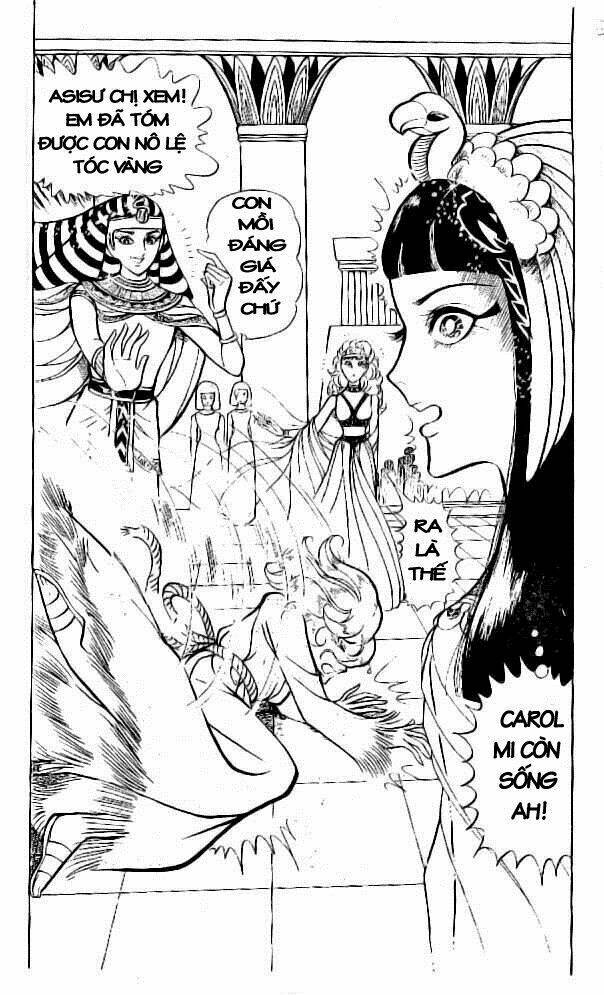 ASISƯ CHỊ XEM!
EM ĐÃ TÓM
ĐƯỢC CON NÔ LỆ
TÓC VÀNG
CON
MỒI
ĐÁNG
GIÁ
ĐẤY
CHỨ
RA
LÀ
THẾ
CAROL
MI CÒN
SỐNG
AH!